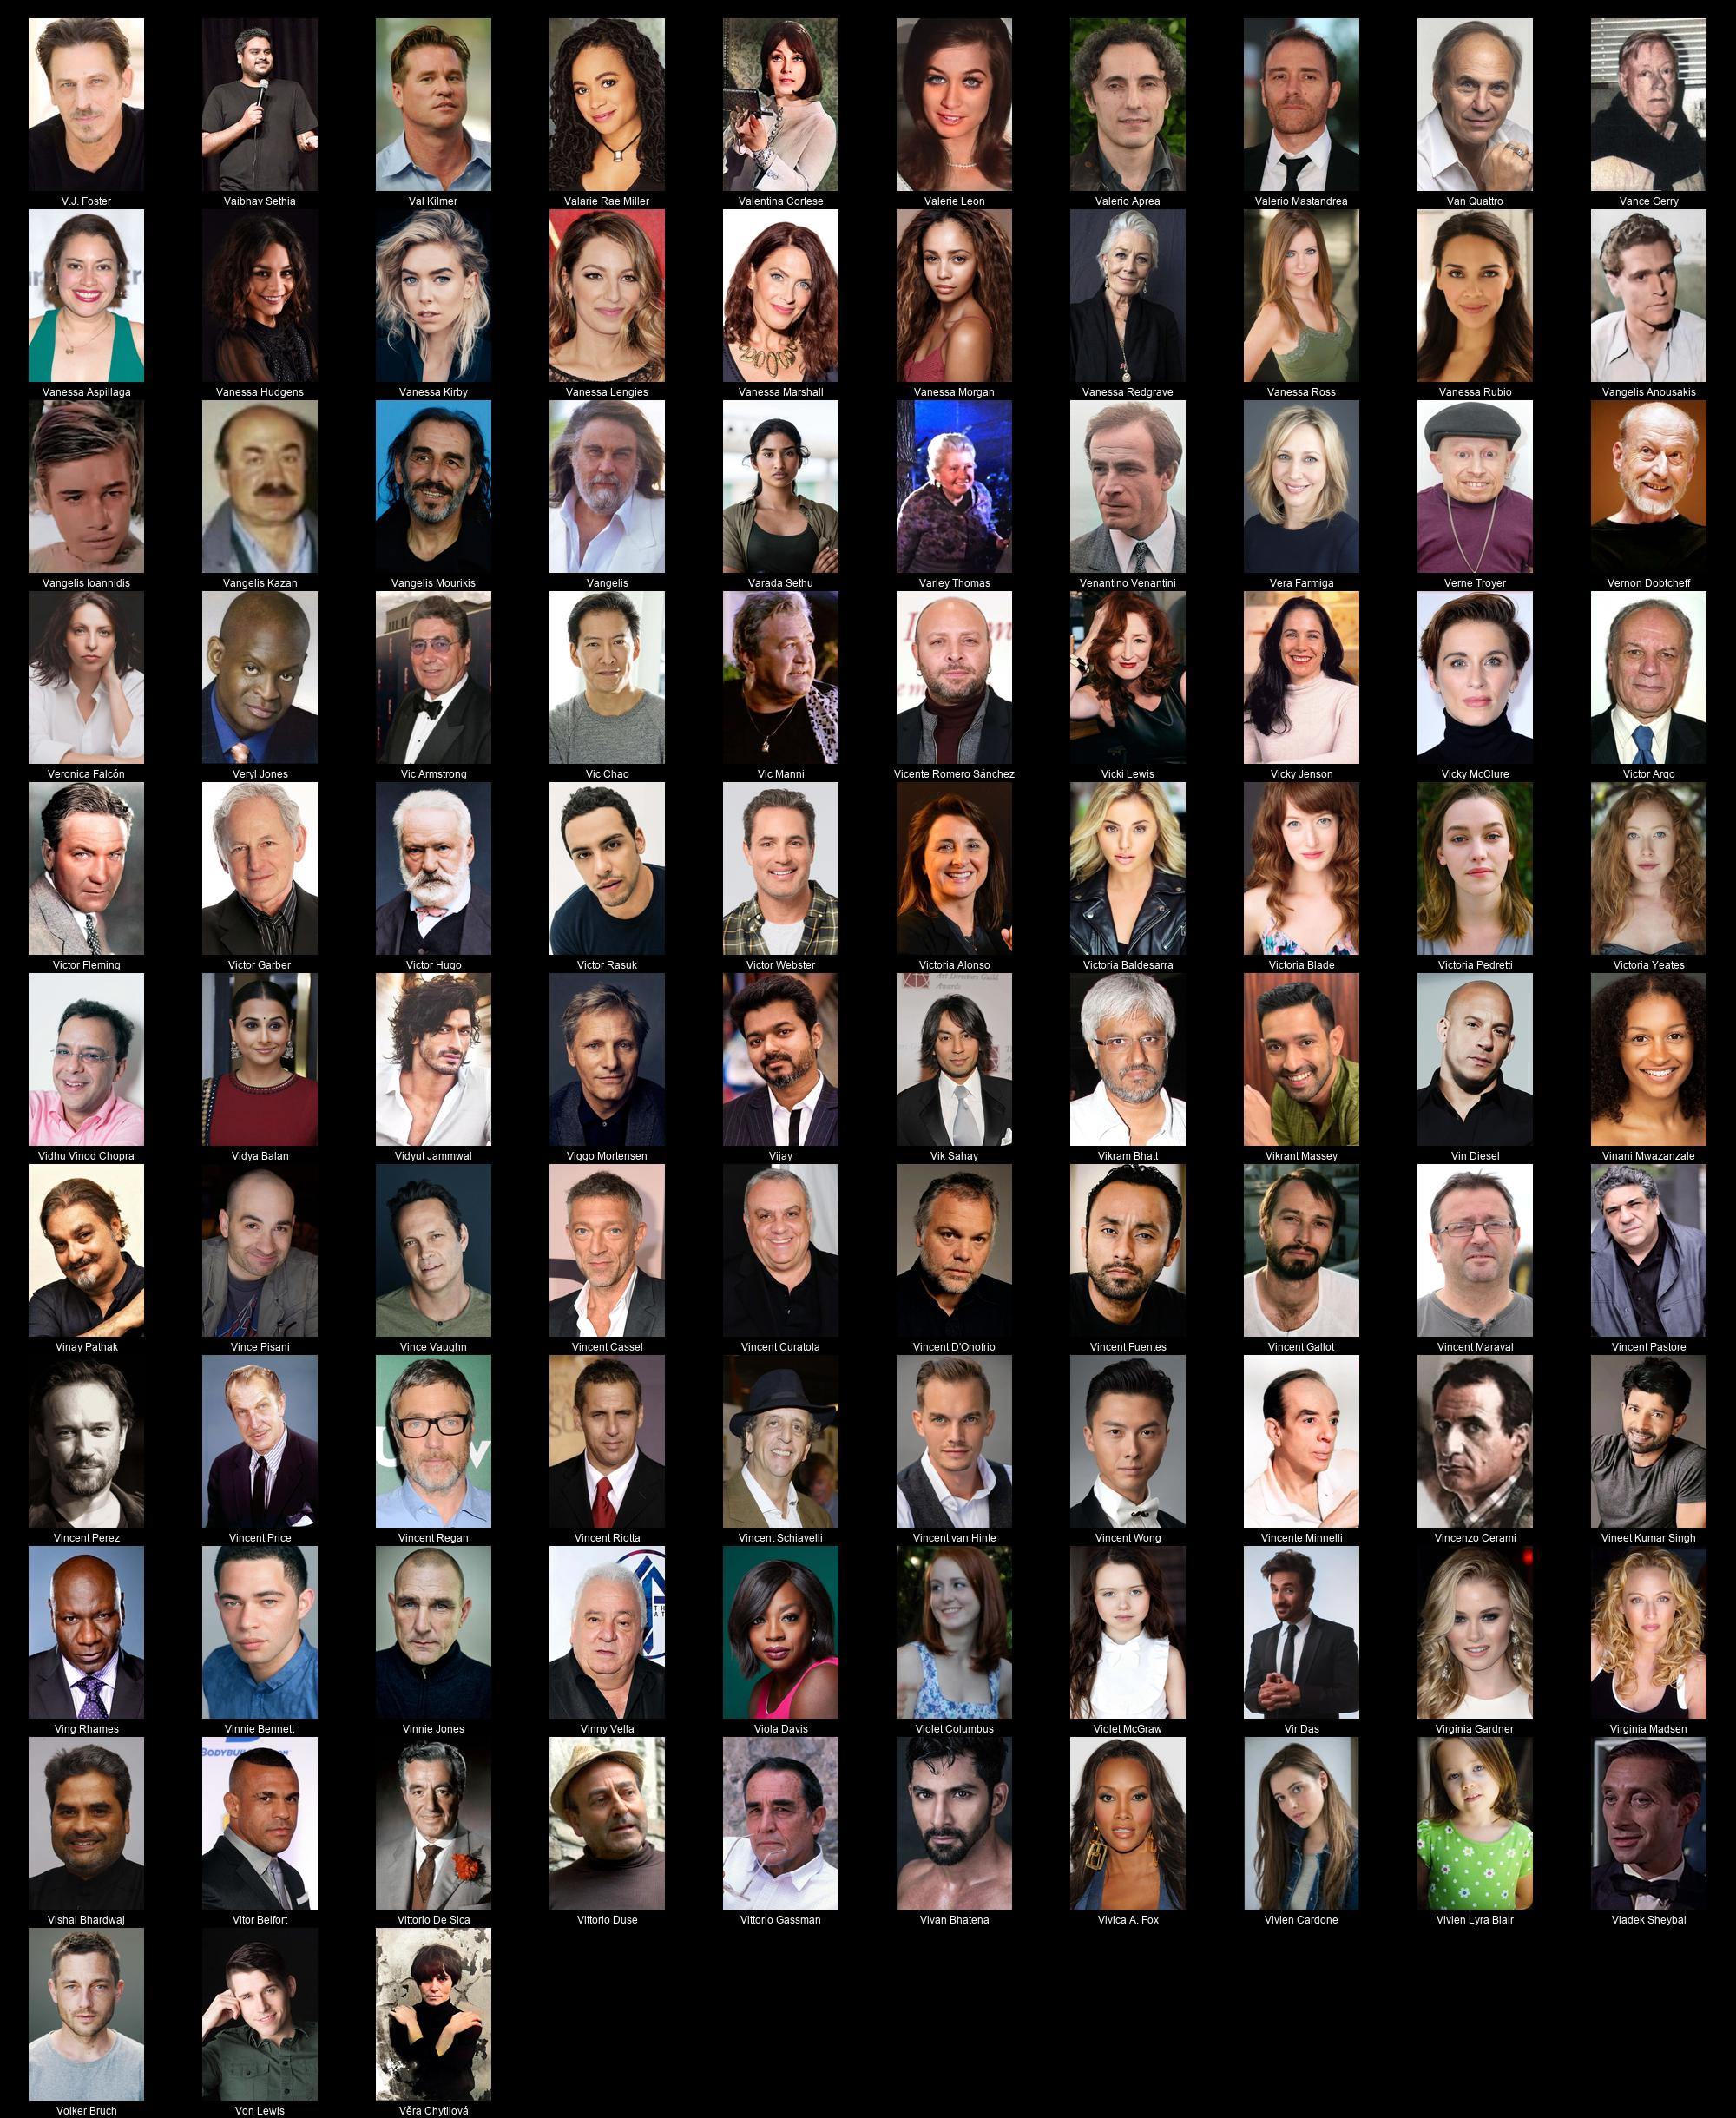 V.J. Foster
Vaibhav Sethia
Val Kilmer
Valarie Rae Miller
Valentina Cortese
Valerie Leon
Valerio Aprea
Valerio Mastandrea
Van Quattro
Vance Gerry
Vanessa Aspillaga
Vanessa Hudgens
Vanessa Kirby
Vanessa Lengies
Vanessa Marshall
Vanessa Morgan
Vanessa Redgrave
Vanessa Ross
Vanessa Rubio
Vangelis Anousakis
Vangelis Ioannidis
Vangelis Kazan
Vangelis Mourikis
Vangelis
Varada Sethu
Varley Thomas
Venantino Venantini
Vera Farmiga
Verne Troyer
Vernon Dobtcheff
Veronica Falcón
Veryl Jones
Vic Armstrong
Vic Chao
Vic Manni
Vicente Romero Sánchez
Vicki Lewis
Vicky Jenson
Vicky McClure
Victor Argo
Victor Fleming
Victor Garber
Victor Hugo
Victor Rasuk
Victor Webster
Victoria Alonso
Victoria Baldesarra
Victoria Blade
Victoria Pedretti
Victoria Yeates
Art Directors Guild
Awards
Vidhu Vinod Chopra
Vidya Balan
Vidyut Jammwal
Viggo Mortensen
Vijay
Vik Sahay
Vikram Bhatt
Vikrant Massey
Vin Diesel
Vinani Mwazanzale
Vinay Pathak
Vince Pisani
Vince Vaughn
Vincent Cassel
Vincent Curatola
Vincent D'Onofrio
Vincent Fuentes
Vincent Gallot
Vincent Maraval
Vincent Pastore
Vincent Perez
Vincent Price
Vincent Regan
Vincent Riotta
Vincent Schiavelli
Vincent van Hinte
Vincent Wong
Vincente Minnelli
Vincenzo Cerami
Vineet Kumar Singh
Ving Rhames
Vinnie Bennett
Vinnie Jones
Vinny Vella
Viola Davis
Violet Columbus
Violet McGraw
Vir Das
Virginia Gardner
Virginia Madsen
Vishal Bhardwaj
Vitor Belfort
Vittorio De Sica
Vittorio Duse
Vittorio Gassman
Vivan Bhatena
Vivica A. Fox
Vivien Cardone
Vivien Lyra Blair
Vladek Sheybal
Volker Bruch
Von Lewis
Věra Chytilová